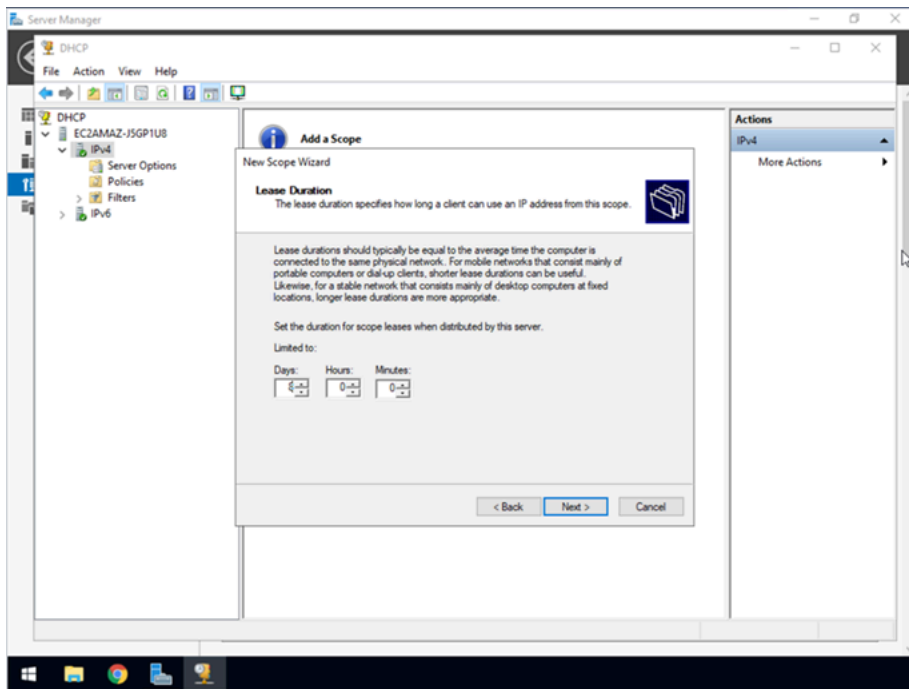 Server Manager
DHCP
File Action View Help
DHCP
EC2AMAZ-J5GP1U8
IPv4
Server Options
Policies
Filters
IPv6
Add a Scope
New Scope Wizard
Lease Duration
The lease duration specifies how long a client can use an IP address from this scope.
Lease durations should typically be equal to the average time the computer is
connected to the same physical network. For mobile networks that consist mainly of
portable computers or dial-up clients, shorter lease durations can be useful.
Likewise, for a stable network that consists mainly of desktop computers at fixed
locations, longer lease durations are more appropriate.
Set the duration for scope leases when distributed by this server.
Limited to:
Days: Hours: Minutes:
0 0
< Back Next > Cancel
Actions
IPv4
More Actions